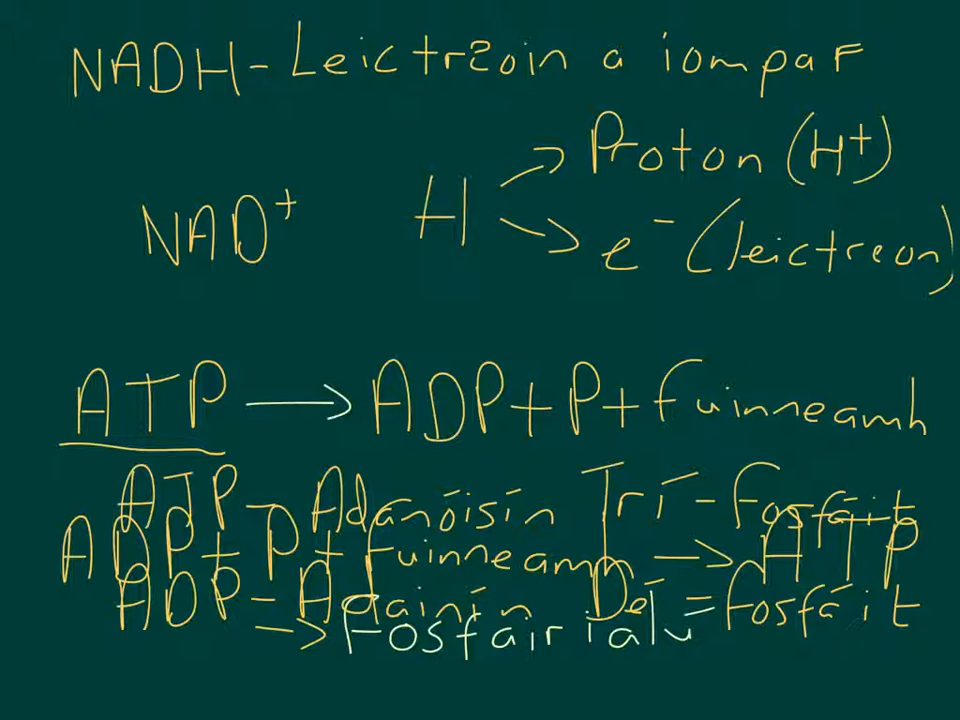 NADH - Leictreoin a iompar
Proton (H+)
NAD+ H
e⁻ (leictreon)
ATP → ADP + P + fuinneamh
ATP - Adanóisín Trí - Fosfáit
ADP + P + fuinneamh → ATP
ADP - Adainín Dé - Fosfáit
→ Fosfairialu